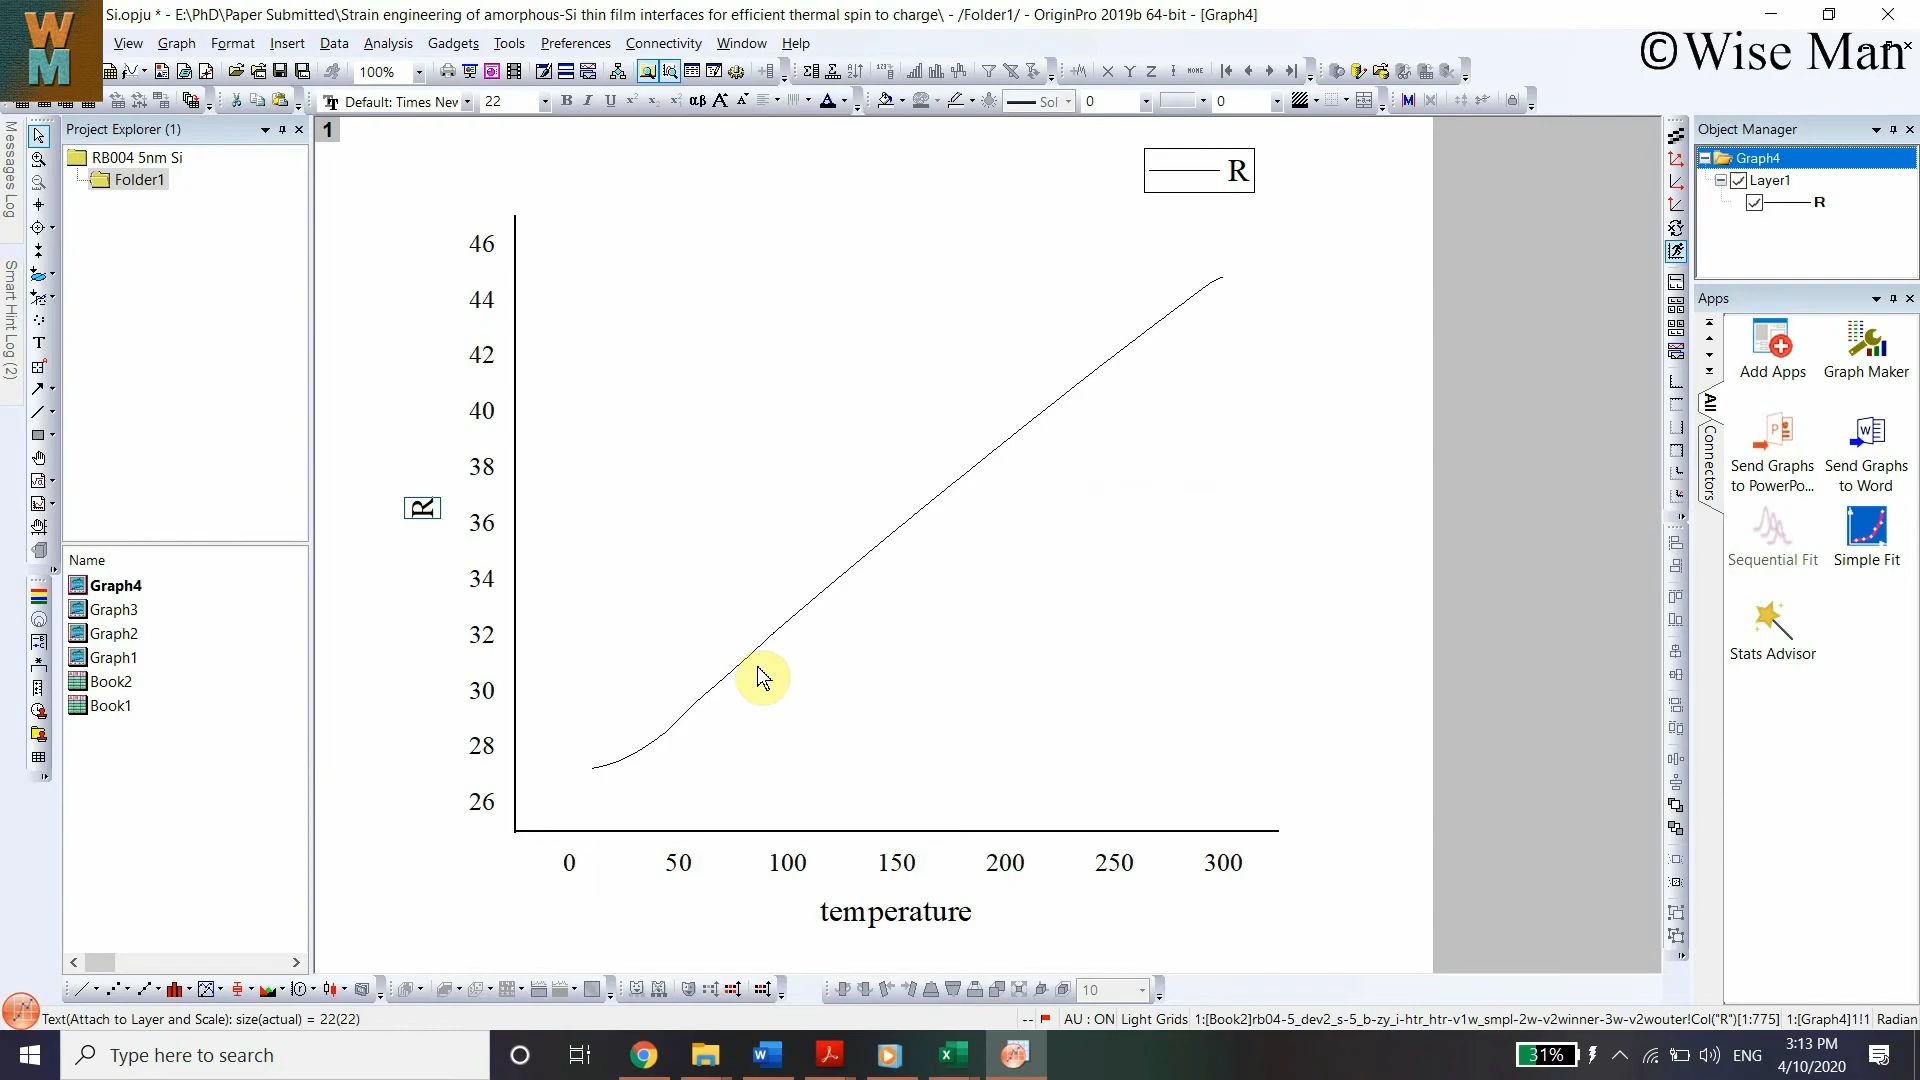 Si.opju * - E:\PhD\Paper Submitted\Strain engineering of amorphous-Si thin film interfaces for efficient thermal spin to charge\ - /Folder1/ - OriginPro 2019b 64-bit - [Graph4]
WM
View Graph Format Insert Data Analysis Gadgets Tools Preferences Connectivity Window Help
©Wise Man
100%
Default: Times New 22 B I U αβ A A A Sol 0 0
Messages Log
Smart Hint Log (2)
Project Explorer (1)
RB004 5nm Si
Folder1
Name
Graph4
Graph3
Graph2
Graph1
Book2
Book1
1
R
46
44
42
40
38
36
34
32
30
28
26
R
0 50 100 150 200 250 300
temperature
Object Manager
Graph4
Layer1
R
Apps
All
Connectors
Add Apps
Graph Maker
Send Graphs to PowerPo...
Send Graphs to Word
Sequential Fit
Simple Fit
Stats Advisor
10
Text(Attach to Layer and Scale): size(actual) = 22(22)
-- AU : ON Light Grids 1:[Book2]rb04-5_dev2_s-5_b-zy_i-htr_htr-v1w_smpl-2w-v2winner-3w-v2wouter!Col("R")[1:775] 1:[Graph4]1!1 Radian
Type here to search
31%
ENG
3:13 PM
4/10/2020